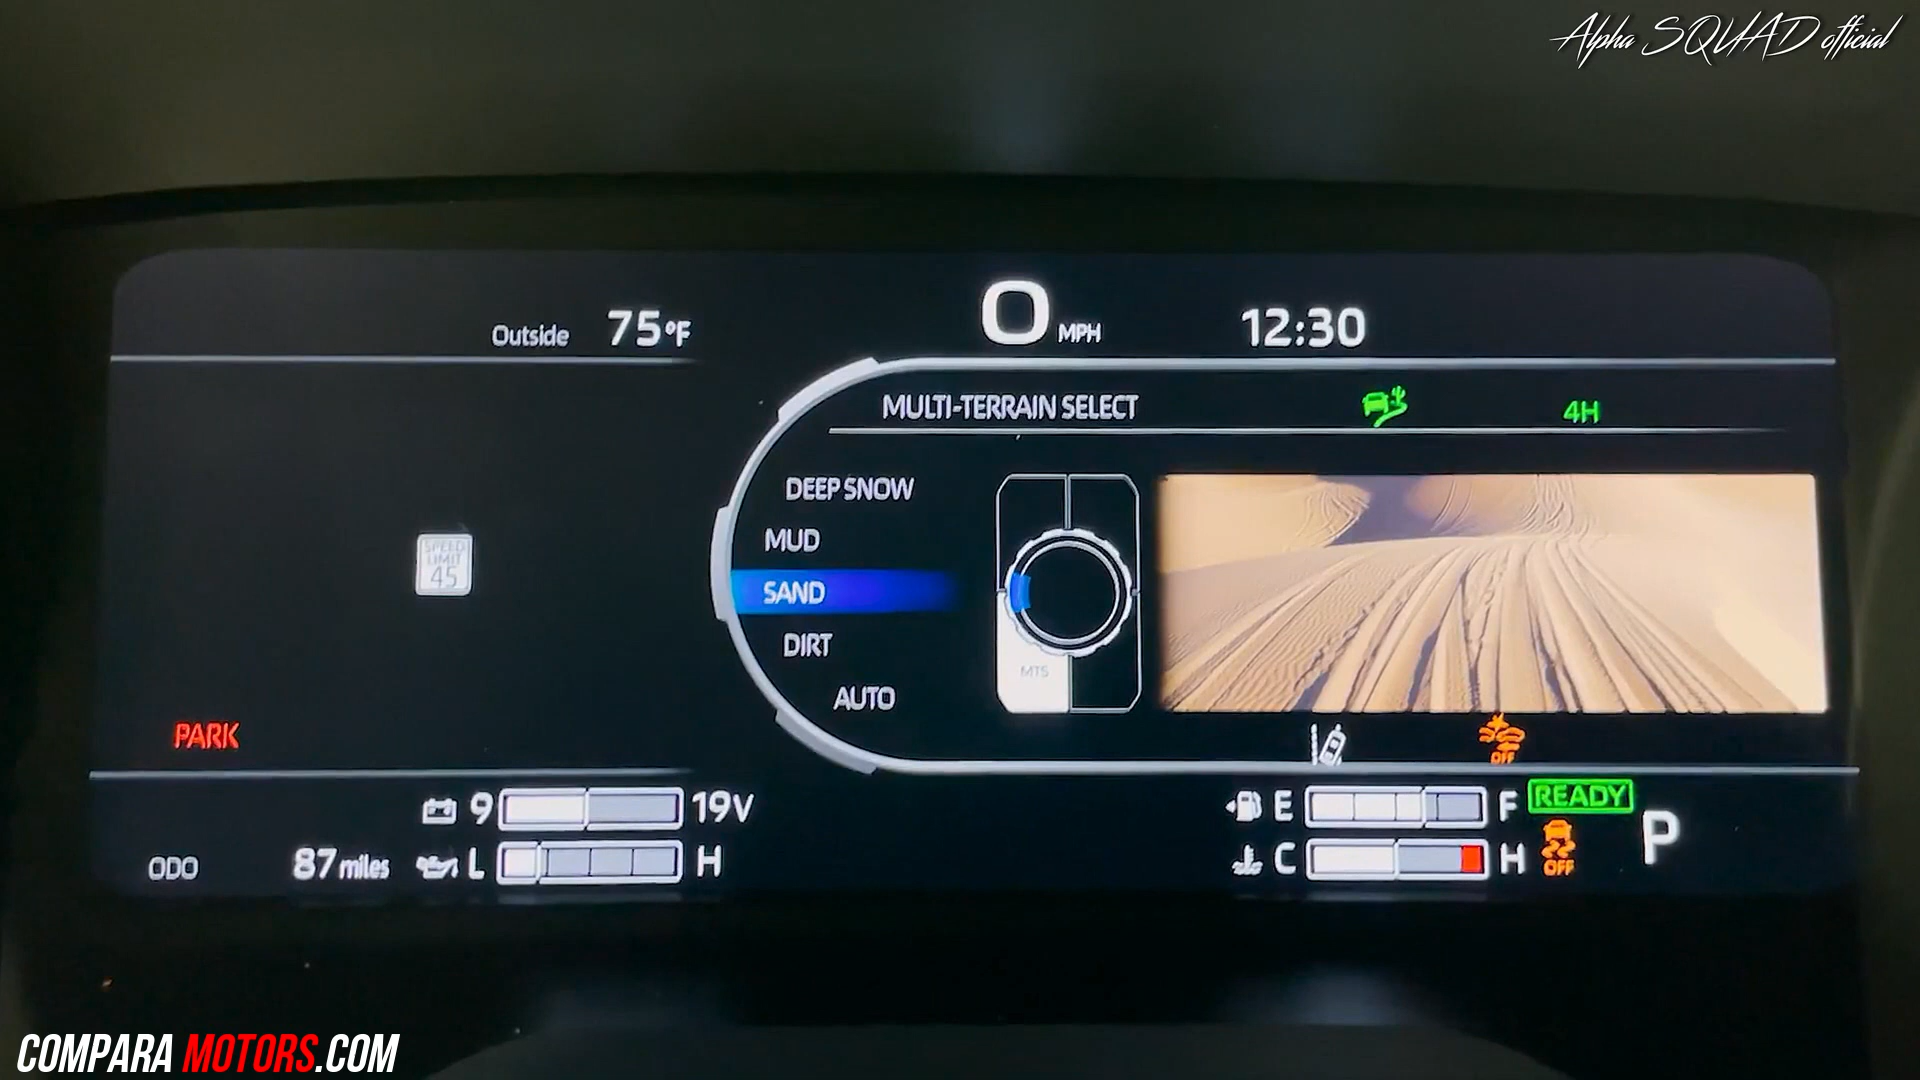 Alpha SQUAD official
Outside 75°F
0 MPH
12:30
MULTI-TERRAIN SELECT
4H
DEEP SNOW
MUD
SAND
DIRT
AUTO
MTS
SPEED
LIMIT
45
PARK
OFF
9 19V
E F
READY
P
ODO 87 miles
L H
C H
OFF
COMPARA MOTORS.COM